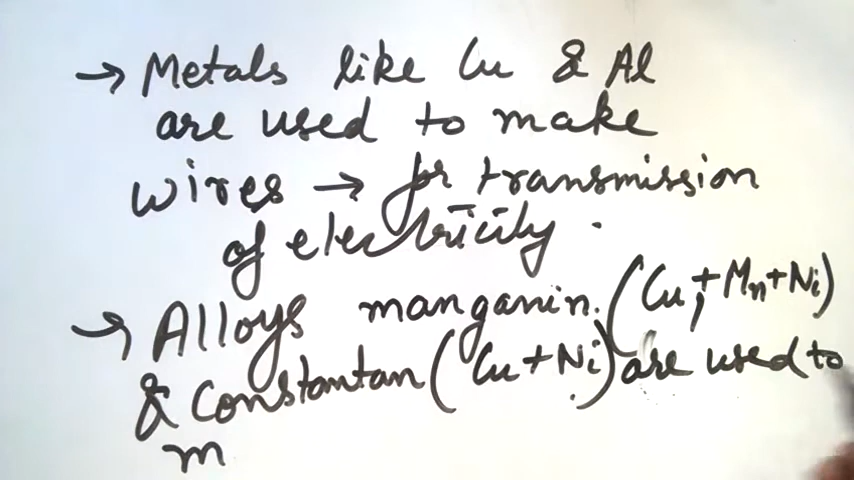 → Metals like Cu & Al
are used to make
wires → for transmission
of electricity.
→ Alloys manganin. (Cu, + Mn + Ni)
& constantan (Cu + Ni) are used to
m